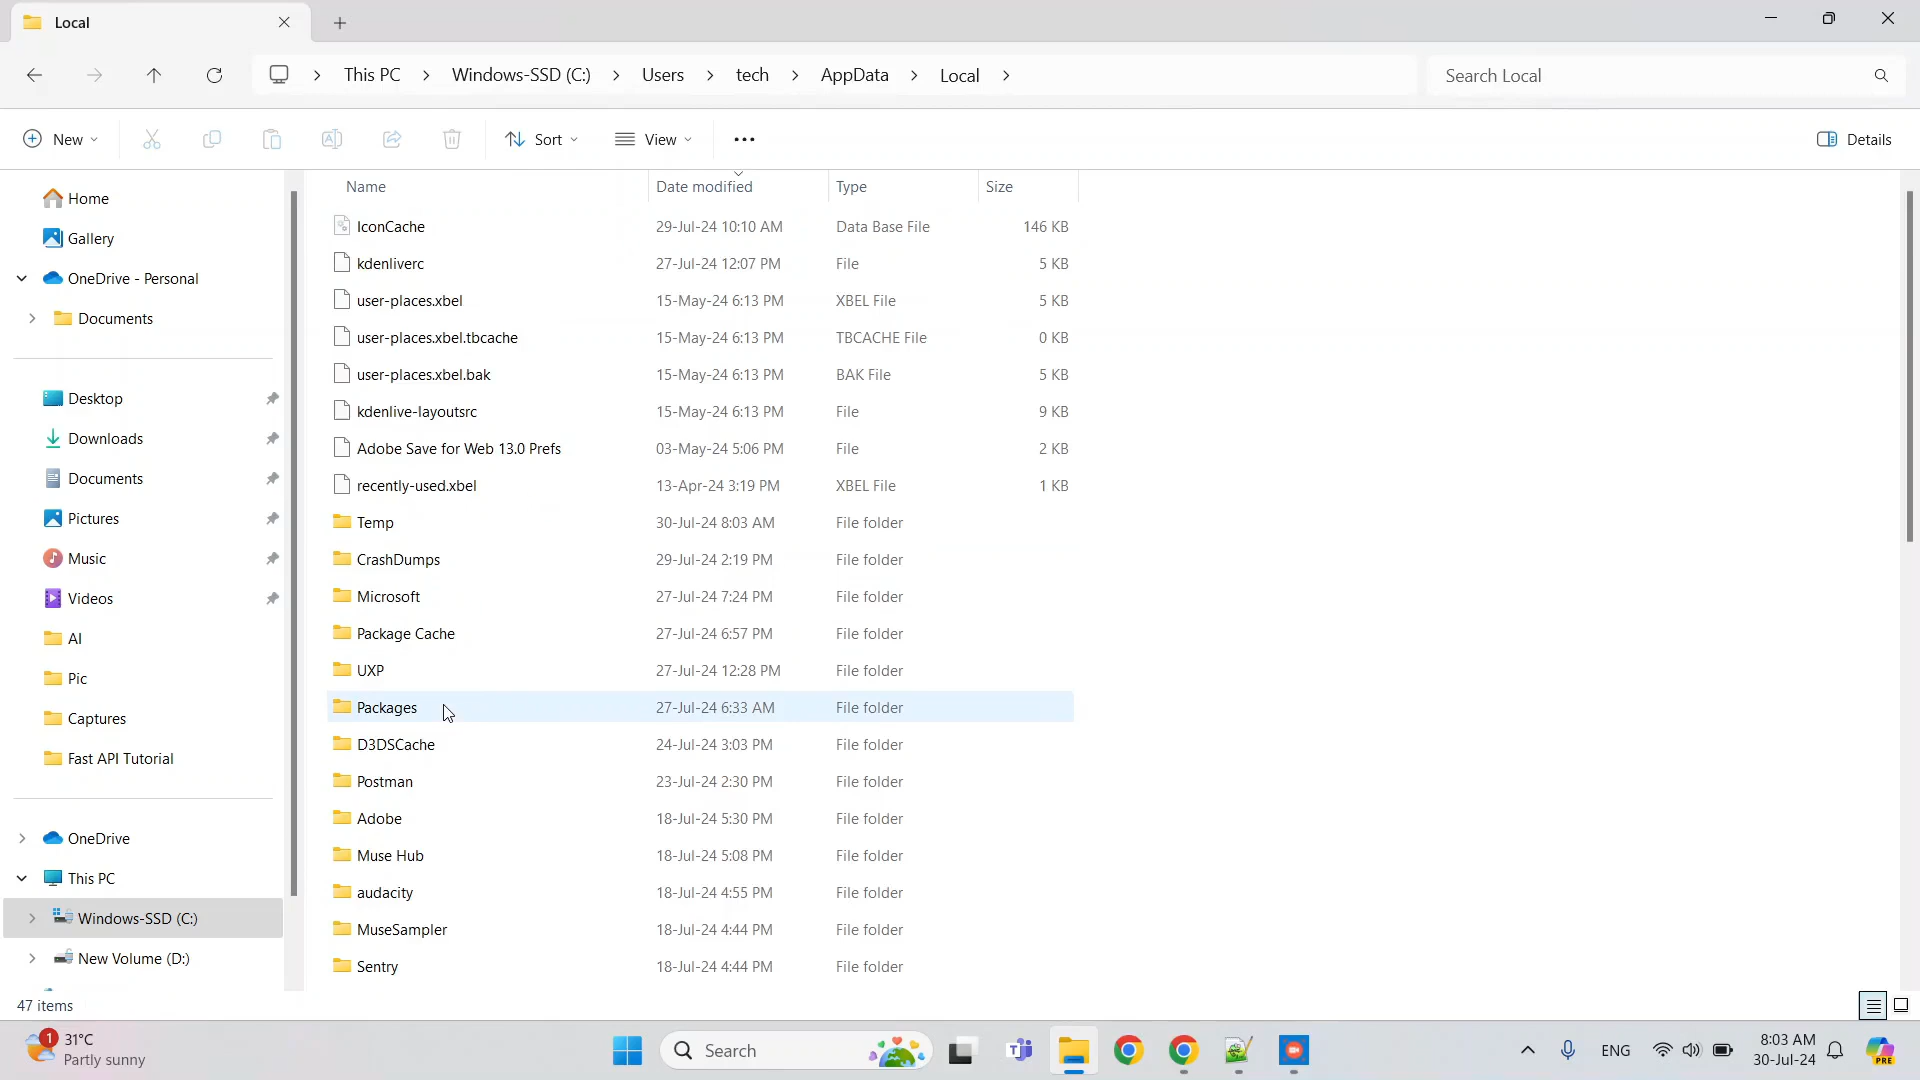 Local
This PC > Windows-SSD (C:) > Users > tech > AppData > Local >
Search Local
New
Sort
View
Details
Name Date modified Type Size
IconCache 29-Jul-24 10:10 AM Data Base File 146 KB
kdenliverc 27-Jul-24 12:07 PM File 5 KB
user-places.xbel 15-May-24 6:13 PM XBEL File 5 KB
user-places.xbel.tbcache 15-May-24 6:13 PM TBCACHE File 0 KB
user-places.xbel.bak 15-May-24 6:13 PM BAK File 5 KB
kdenlive-layoutsrc 15-May-24 6:13 PM File 9 KB
Adobe Save for Web 13.0 Prefs 03-May-24 5:06 PM File 2 KB
recently-used.xbel 13-Apr-24 3:19 PM XBEL File 1 KB
Temp 30-Jul-24 8:03 AM File folder
CrashDumps 29-Jul-24 2:19 PM File folder
Microsoft 27-Jul-24 7:24 PM File folder
Package Cache 27-Jul-24 6:57 PM File folder
UXP 27-Jul-24 12:28 PM File folder
Packages 27-Jul-24 6:33 AM File folder
D3DSCache 24-Jul-24 3:03 PM File folder
Postman 23-Jul-24 2:30 PM File folder
Adobe 18-Jul-24 5:30 PM File folder
Muse Hub 18-Jul-24 5:08 PM File folder
audacity 18-Jul-24 4:55 PM File folder
MuseSampler 18-Jul-24 4:44 PM File folder
Sentry 18-Jul-24 4:44 PM File folder
Home
Gallery
OneDrive - Personal
Documents
Desktop
Downloads
Documents
Pictures
Music
Videos
AI
Pic
Captures
Fast API Tutorial
OneDrive
This PC
Windows-SSD (C:)
New Volume (D:)
47 items
1
31°C
Partly sunny
Search
ENG
8:03 AM
30-Jul-24
PRE